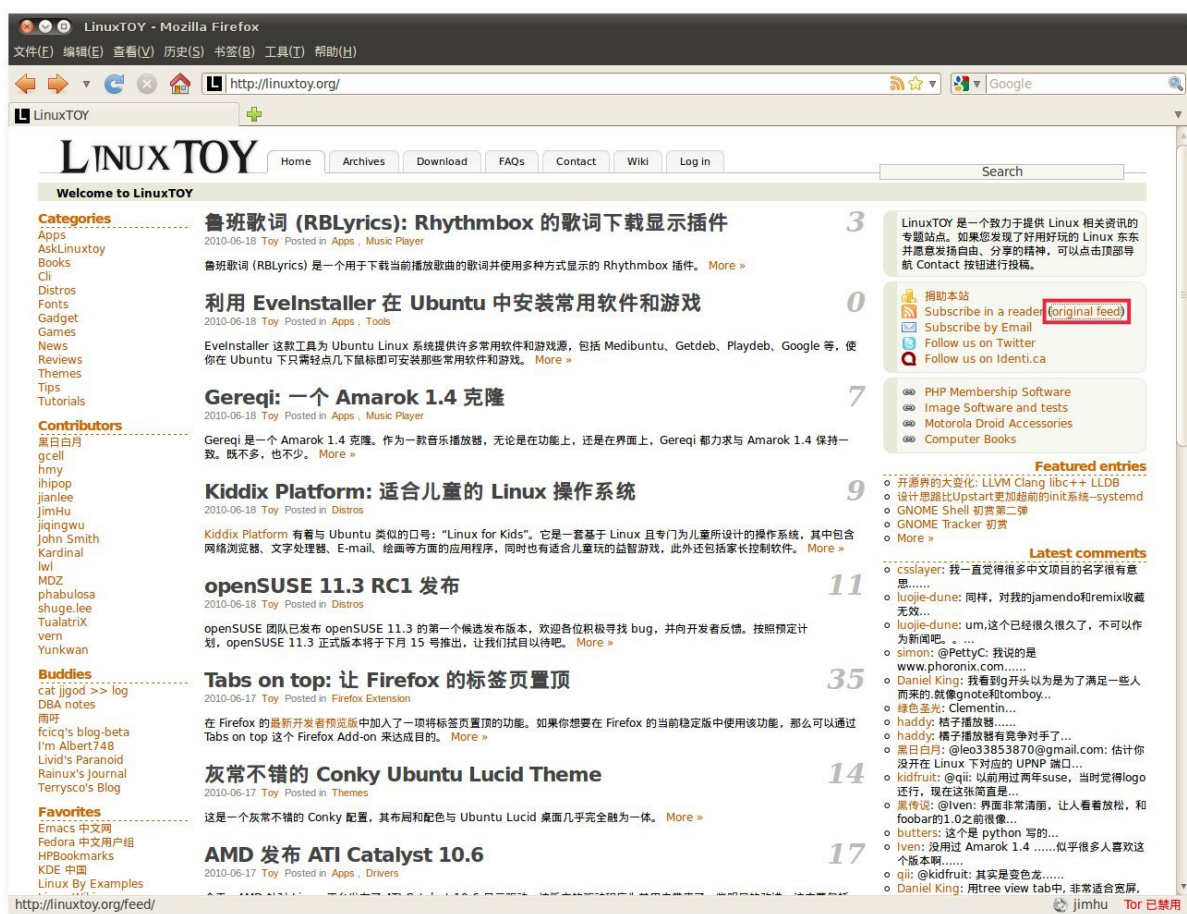 LinuxTOY - Mozilla Firefox
文件(F) 编辑(E) 查看(V) 历史(S) 书签(B) 工具(T) 帮助(H)
http://linuxtoy.org/
Google
LinuxTOY
LINUX TOY
Home Archives Download FAQs Contact Wiki Log in
Search
Welcome to LinuxTOY
Categories
Apps
AskLinuxtoy
Books
Cli
Distros
Fonts
Gadget
Games
News
Reviews
Themes
Tips
Tutorials
Contributors
黑日白月
gcell
hmy
ihipop
jianlee
JimHu
jiqingwu
John Smith
Kardinal
lwl
MDZ
phabulosa
shuge.lee
TualatriX
vern
Yunkwan
Buddies
cat jjgod >> log
DBA notes
雨吁
fcicq's blog-beta
I'm Albert748
Livid's Paranoid
Rainux's Journal
Terrysco's Blog
Favorites
Emacs 中文网
Fedora 中文用户组
HPBookmarks
KDE 中国
Linux By Examples
鲁班歌词 (RBLyrics): Rhythmbox 的歌词下载显示插件 3
2010-06-18 Toy Posted in Apps , Music Player
鲁班歌词 (RBLyrics) 是一个用于下载当前播放歌曲的歌词并使用多种方式显示的 Rhythmbox 插件。 More »
利用 EveInstaller 在 Ubuntu 中安装常用软件和游戏 0
2010-06-18 Toy Posted in Apps , Tools
EveInstaller 这款工具为 Ubuntu Linux 系统提供许多常用软件和游戏源，包括 Medibuntu、Getdeb、Playdeb、Google 等，使
你在 Ubuntu 下只需轻点几下鼠标即可安装那些常用软件和游戏。 More »
Gereqi: 一个 Amarok 1.4 克隆 7
2010-06-18 Toy Posted in Apps , Music Player
Gereqi 是一个 Amarok 1.4 克隆。作为一款音乐播放器，无论是在功能上，还是在界面上，Gereqi 都力求与 Amarok 1.4 保持一
致。既不多，也不少。 More »
Kiddix Platform: 适合儿童的 Linux 操作系统 9
2010-06-18 Toy Posted in Distros
Kiddix Platform 有着与 Ubuntu 类似的口号：“Linux for Kids”。它是一套基于 Linux 且专门为儿童所设计的操作系统，其中包含
网络浏览器、文字处理器、E-mail、绘画等方面的应用程序，同时也有适合儿童玩的益智游戏，此外还包括家长控制软件。 More »
openSUSE 11.3 RC1 发布 11
2010-06-18 Toy Posted in Distros
openSUSE 团队已发布 openSUSE 11.3 的第一个候选发布版本，欢迎各位积极寻找 bug，并向开发者反馈。按照预定计
划，openSUSE 11.3 正式版本将于下月 15 号推出，让我们拭目以待吧。 More »
Tabs on top: 让 Firefox 的标签页置顶 35
2010-06-17 Toy Posted in Firefox Extension
在 Firefox 的最新开发者预览版中加入了一项将标签页置顶的功能。如果你想要在 Firefox 的当前稳定版中使用该功能，那么可以通过
Tabs on top 这个 Firefox Add-on 来达成目的。 More »
灰常不错的 Conky Ubuntu Lucid Theme 14
2010-06-17 Toy Posted in Themes
这是一个灰常不错的 Conky 配置，其布局和配色与 Ubuntu Lucid 桌面几乎完全融为一体。 More »
AMD 发布 ATI Catalyst 10.6 17
2010-06-17 Toy Posted in Apps , Drivers
LinuxTOY 是一个致力于提供 Linux 相关资讯的
专题站点。如果您发现了好用好玩的 Linux 东东
并愿意发扬自由、分享的精神，可以点击顶部导
航 Contact 按钮进行投稿。
捐助本站
Subscribe in a reader (original feed)
Subscribe by Email
Follow us on Twitter
Follow us on Identi.ca
PHP Membership Software
Image Software and tests
Motorola Droid Accessories
Computer Books
Featured entries
开源界的大变化: LLVM Clang libc++ LLDB
设计思路比Upstart更加超前的init系统--systemd
GNOME Shell 初赏第二弹
GNOME Tracker 初赏
More »
Latest comments
csslayer: 我一直觉得很多中文项目的名字很有意
思......
luojie-dune: 同样，对我的jamendo和remix收藏
无效...
luojie-dune: um,这个已经很久很久了，不可以作
为新闻吧。。...
simon: @PettyC: 我说的是
www.phoronix.com......
Daniel King: 我看到g开头以为是为了满足一些人
而来的.就像gnote和tomboy...
绿色圣光: Clementin...
haddy: 桔子播放器......
haddy: 橘子播放器有竞争对手了...
黑日白月: @leo33853870@gmail.com: 估计你
没开在 Linux 下对应的 UPNP 端口...
kidfruit: @qii: 以前用过两年suse，当时觉得logo
还行，现在这张简直是...
黑传说: @Iven: 界面非常清丽，让人看着放松，和
foobar的1.0之前很像...
butters: 这个是 python 写的...
Iven: 没用过 Amarok 1.4 ......似乎很多人喜欢这
个版本啊......
qii: @kidfruit: 其实是变色龙......
Daniel King: 用tree view tab中, 非常适合宽屏,
http://linuxtoy.org/feed/
jimhu Tor 已禁用